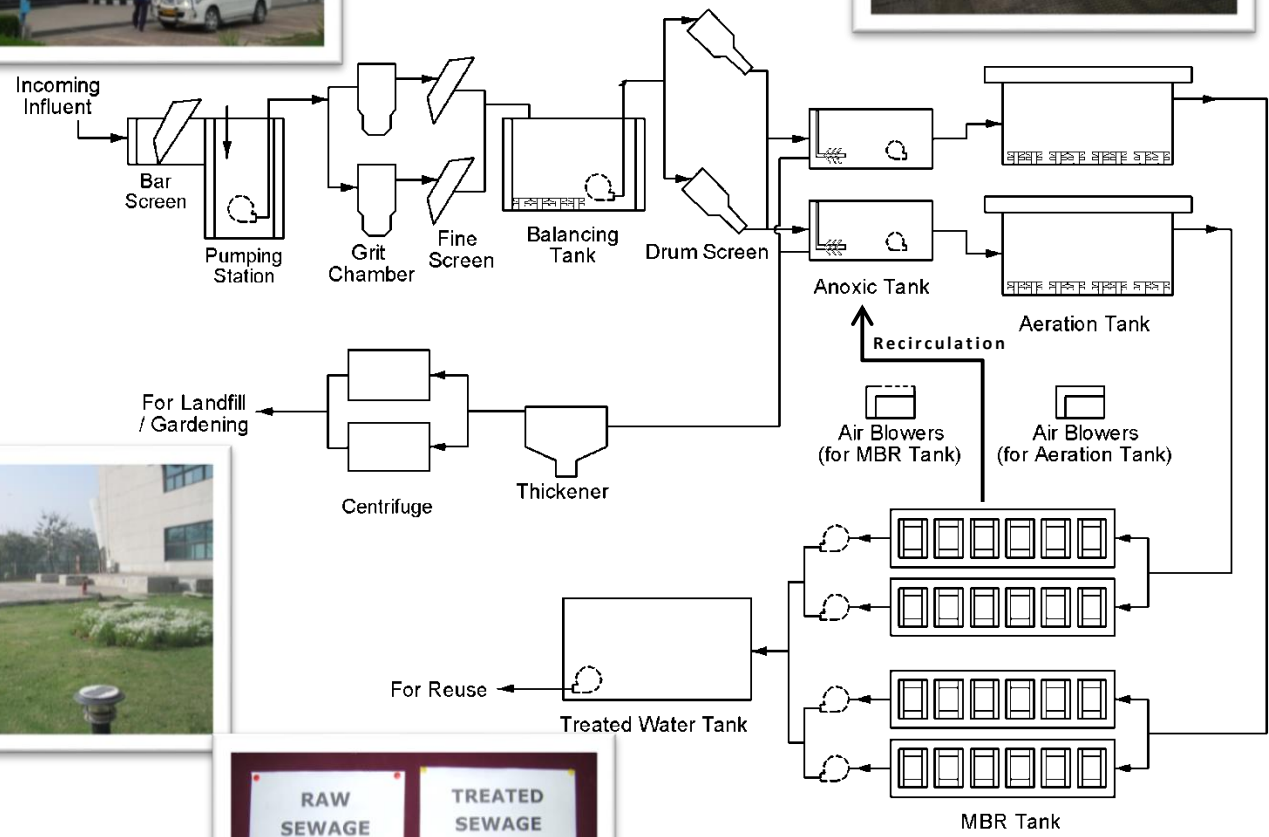 Incoming
Influent
Bar
Screen
Pumping
Station
Grit
Chamber
Fine
Screen
Balancing
Tank
Drum Screen
Anoxic Tank
Aeration Tank
Recirculation
Air Blowers
(for MBR Tank)
Air Blowers
(for Aeration Tank)
For Landfill
/ Gardening
Centrifuge
Thickener
For Reuse
Treated Water Tank
MBR Tank
RAW
SEWAGE
TREATED
SEWAGE